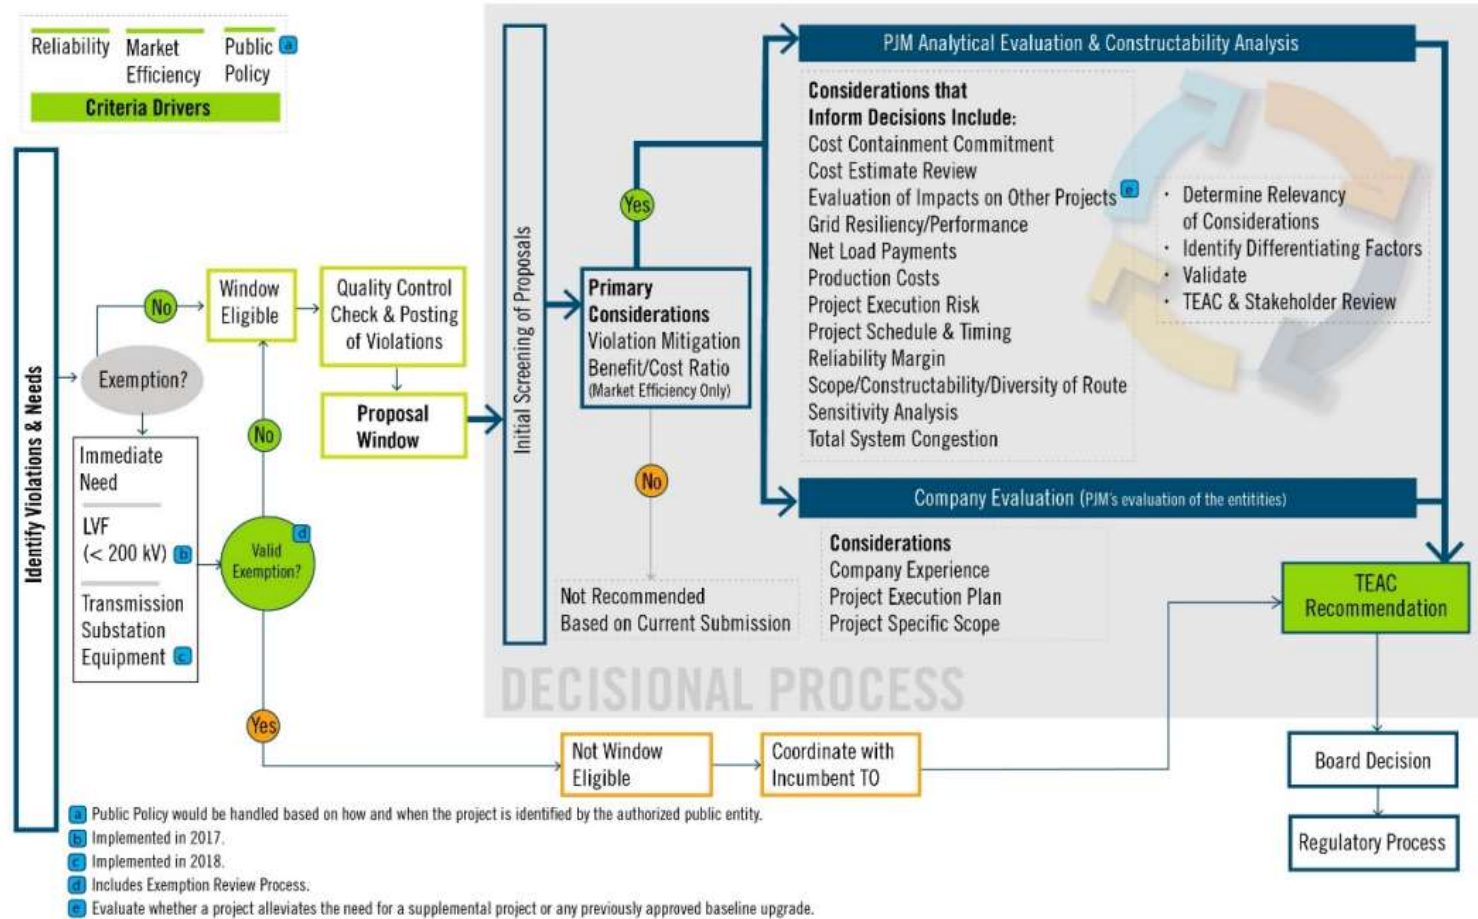 Reliability
Market
Efficiency
Public a
Policy
Criteria Drivers
Identify Violations & Needs
Exemption?
No
Window
Eligible
Quality Control
Check & Posting
of Violations
Proposal
Window
Immediate
Need
LVF
(< 200 kV) b
Transmission
Substation
Equipment c
No
d
Valid
Exemption?
Yes
Initial Screening of Proposals
Yes
Primary
Considerations
Violation Mitigation
Benefit/Cost Ratio
(Market Efficiency Only)
No
Not Recommended
Based on Current Submission
PJM Analytical Evaluation & Constructability Analysis
Considerations that
Inform Decisions Include:
Cost Containment Commitment
Cost Estimate Review
Evaluation of Impacts on Other Projects e
Grid Resiliency/Performance
Net Load Payments
Production Costs
Project Execution Risk
Project Schedule & Timing
Reliability Margin
Scope/Constructability/Diversity of Route
Sensitivity Analysis
Total System Congestion
· Determine Relevancy
of Considerations
· Identify Differentiating Factors
· Validate
· TEAC & Stakeholder Review
Company Evaluation (PJM's evaluation of the entitities)
Considerations
Company Experience
Project Execution Plan
Project Specific Scope
TEAC
Recommendation
DECISIONAL PROCESS
Not Window
Eligible
Coordinate with
Incumbent TO
Board Decision
Regulatory Process
a Public Policy would be handled based on how and when the project is identified by the authorized public entity.
b Implemented in 2017.
c Implemented in 2018.
d Includes Exemption Review Process.
e Evaluate whether a project alleviates the need for a supplemental project or any previously approved baseline upgrade.